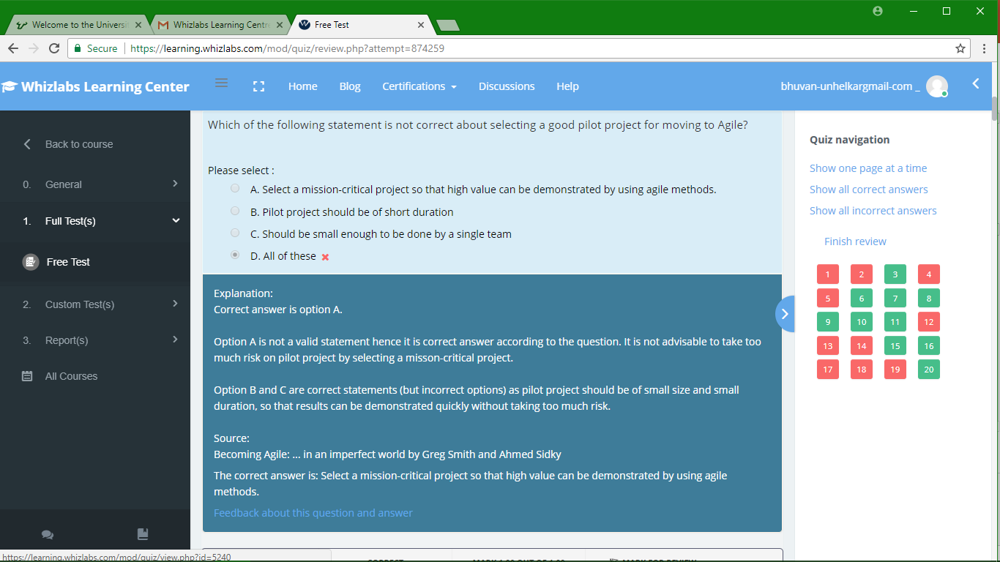 Welcome to the Universi
Whizlabs Learning Centre
Free Test
Secure
https://learning.whizlabs.com/mod/quiz/review.php?attempt=874259
Whizlabs Learning Center
Home
Blog
Certifications
Discussions
Help
bhuvan-unhelkargmail-com _
Back to course
0. General
1. Full Test(s)
Free Test
2. Custom Test(s)
3. Report(s)
All Courses
Which of the following statement is not correct about selecting a good pilot project for moving to Agile?
Please select :
A. Select a mission-critical project so that high value can be demonstrated by using agile methods.
B. Pilot project should be of short duration
C. Should be small enough to be done by a single team
D. All of these
Explanation:
Correct answer is option A.
Option A is not a valid statement hence it is correct answer according to the question. It is not advisable to take too
much risk on pilot project by selecting a misson-critical project.
Option B and C are correct statements (but incorrect options) as pilot project should be of small size and small
duration, so that results can be demonstrated quickly without taking too much risk.
Source:
Becoming Agile: ... in an imperfect world by Greg Smith and Ahmed Sidky
The correct answer is: Select a mission-critical project so that high value can be demonstrated by using agile
methods.
Feedback about this question and answer
Quiz navigation
Show one page at a time
Show all correct answers
Show all incorrect answers
Finish review
1 2 3 4
5 6 7 8
9 10 11 12
13 14 15 16
17 18 19 20
https://learning.whizlabs.com/mod/quiz/view.php?id=5240